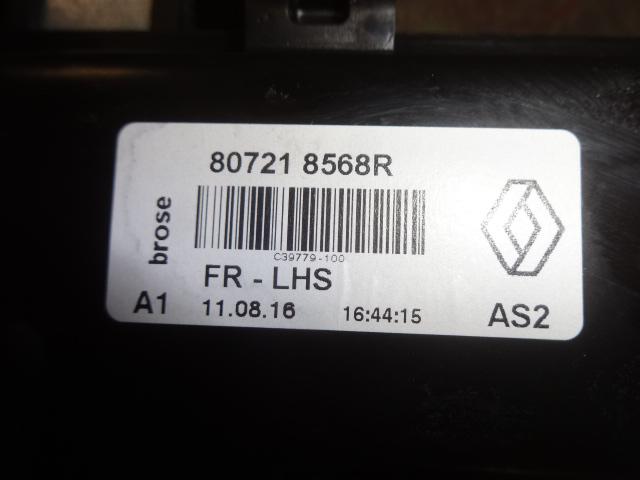 80721 8568R
brose
C39779-100
FR - LHS
A1 11.08.16 16:44:15 AS2